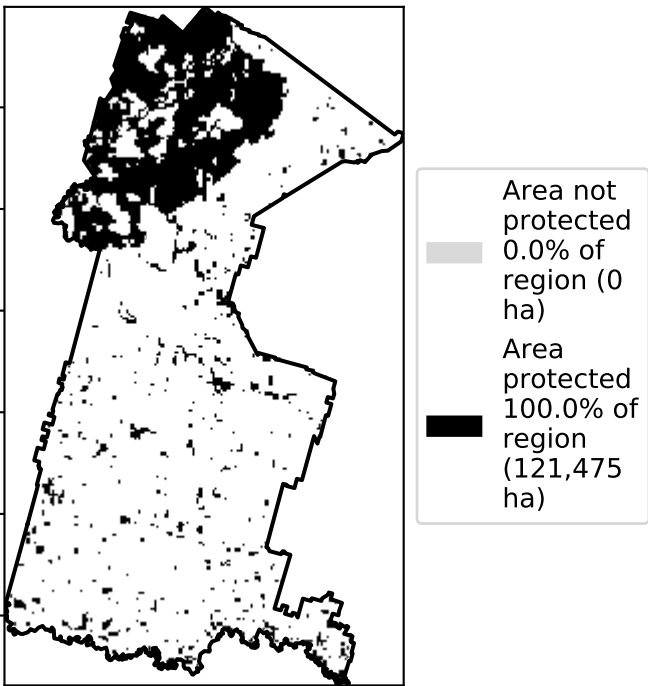 Area not
protected
0.0% of
region (0
ha)
Area
protected
100.0% of
region
(121,475
ha)